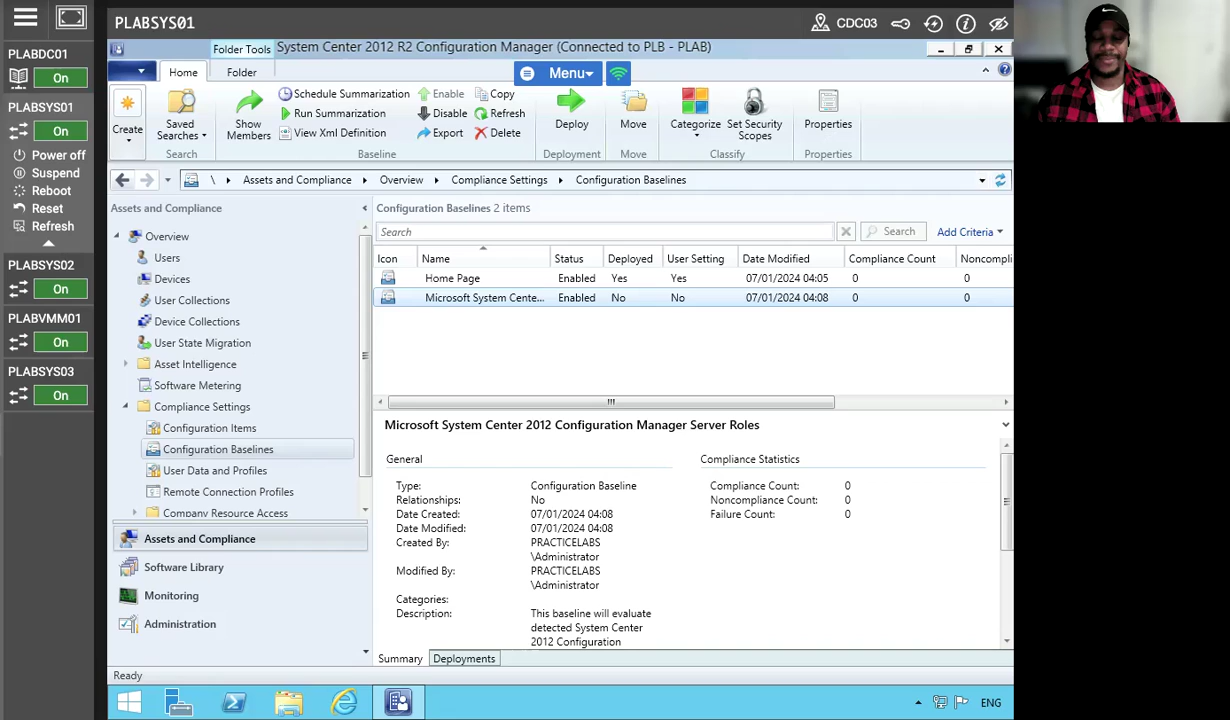 PLABSYS01
CDC03
PLABDC01
On
PLABSYS01
On
Power off
Suspend
Reboot
Reset
Refresh
PLABSYS02
On
PLABVMM01
On
PLABSYS03
On
Folder Tools
System Center 2012 R2 Configuration Manager (Connected to PLB - PLAB)
Menu
Home
Folder
Create
Saved Searches
Search
Show Members
Schedule Summarization
Run Summarization
View Xml Definition
Enable
Disable
Export
Copy
Refresh
Delete
Baseline
Deploy
Deployment
Move
Move
Categorize
Set Security Scopes
Classify
Properties
Properties
\ Assets and Compliance Overview Compliance Settings Configuration Baselines
Assets and Compliance
Overview
Users
Devices
User Collections
Device Collections
User State Migration
Asset Intelligence
Software Metering
Compliance Settings
Configuration Items
Configuration Baselines
User Data and Profiles
Remote Connection Profiles
Company Resource Access
Assets and Compliance
Software Library
Monitoring
Administration
Configuration Baselines 2 items
Search
Search
Add Criteria
Icon Name Status Deployed User Setting Date Modified Compliance Count Noncompli
Home Page Enabled Yes Yes 07/01/2024 04:05 0 0
Microsoft System Cente... Enabled No No 07/01/2024 04:08 0 0
Microsoft System Center 2012 Configuration Manager Server Roles
General
Type: Configuration Baseline
Relationships: No
Date Created: 07/01/2024 04:08
Date Modified: 07/01/2024 04:08
Created By: PRACTICELABS
\Administrator
Modified By: PRACTICELABS
\Administrator
Categories:
Description: This baseline will evaluate
detected System Center
2012 Configuration
Compliance Statistics
Compliance Count: 0
Noncompliance Count: 0
Failure Count: 0
Summary
Deployments
Ready
ENG